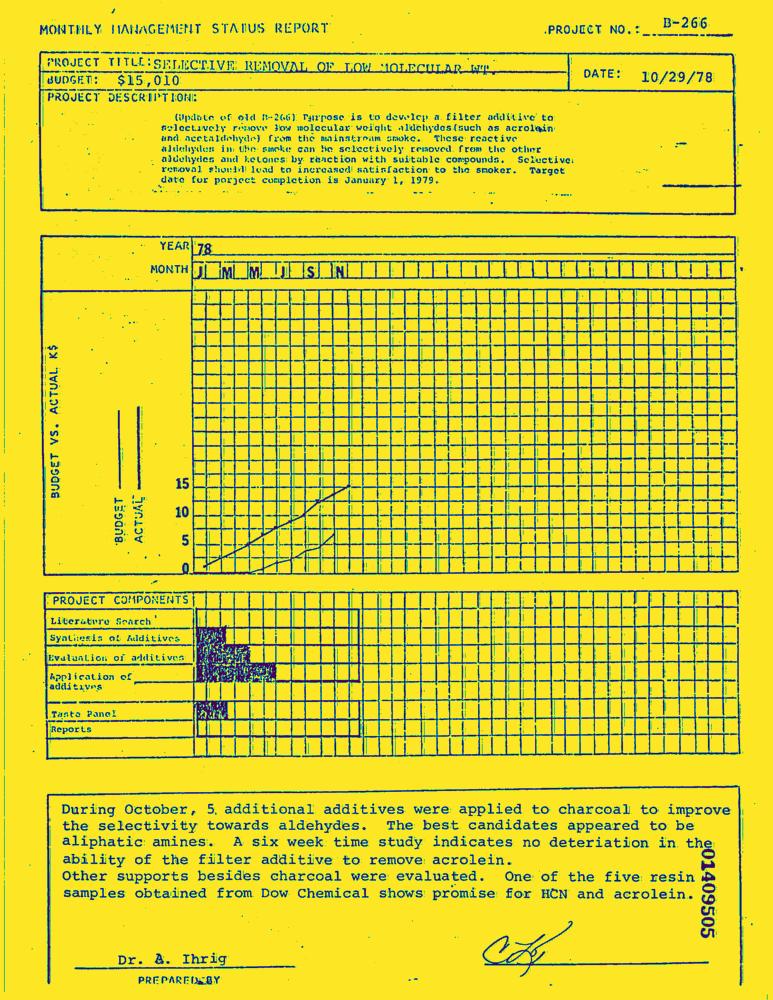 MONTHLY MANAGEMENT STATUS REPORT
PROJECT NO.: B-266
PROJECT TITLE: SELECTIVE REMOVAL OF LOW MOLECULAR WT.
BUDGET: $15,010
DATE: 10/29/78
PROJECT DESCRIPTION:
(Update of old B-266) Purpose is to develop a filter additive to
selectively remove low molecular weight aldehydes(such as acrolein
and acetaldehyde) from the mainstream smoke. These reactive
aldehydes in the smoke can be selectively removed from the other
aldehydes and ketones by reaction with suitable compounds. Selective
removal should lead to increased satisfaction to the smoker. Target
date for porject completion is January 1, 1979.
YEAR 78
MONTH J M M J S N
BUDGET VS. ACTUAL K$
BUDGET
ACTUAL
15
10
5
0
PROJECT COMPONENTS
Literature Search
Synthesis of Additives
Evaluation of additives
Application of
additives
Taste Panel
Reports
During October, 5 additional additives were applied to charcoal to improve
the selectivity towards aldehydes. The best candidates appeared to be
aliphatic amines. A six week time study indicates no deteriation in the
ability of the filter additive to remove acrolein.
Other supports besides charcoal were evaluated. One of the five resin
samples obtained from Dow Chemical shows promise for HCN and acrolein.
01409505
Dr. A. Ihrig
PREPARED BY